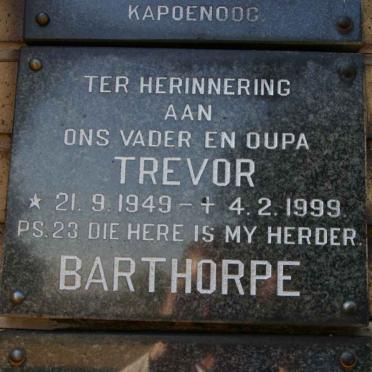 KAPOENOOG
TER HERINNERING
AAN
ONS VADER EN OUPA
TREVOR
★ 21.9.1949 - ✝ 4.2.1999.
PS.23 DIE HERE IS MY HERDER.
BARTHORPE